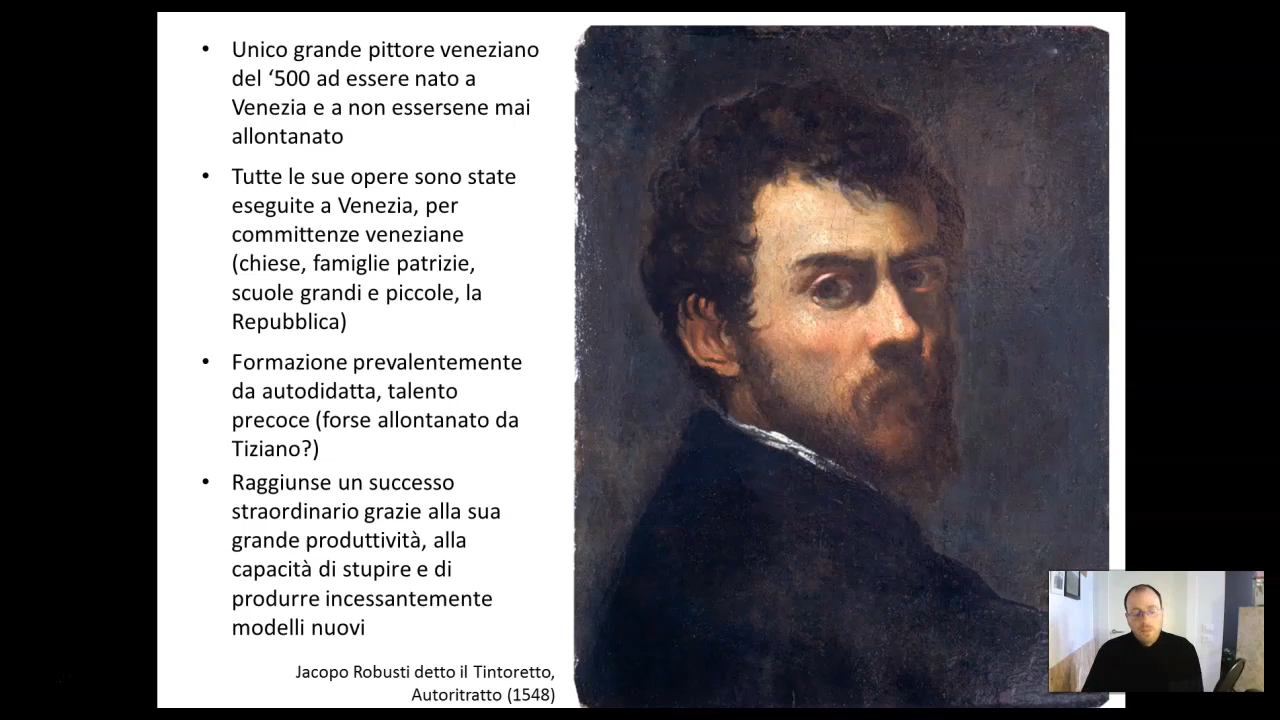 • Unico grande pittore veneziano
del ‘500 ad essere nato a
Venezia e a non essersene mai
allontanato
• Tutte le sue opere sono state
eseguite a Venezia, per
committenze veneziane
(chiese, famiglie patrizie,
scuole grandi e piccole, la
Repubblica)
• Formazione prevalentemente
da autodidatta, talento
precoce (forse allontanato da
Tiziano?)
• Raggiunse un successo
straordinario grazie alla sua
grande produttività, alla
capacità di stupire e di
produrre incessantemente
modelli nuovi
Jacopo Robusti detto il Tintoretto,
Autoritratto (1548)